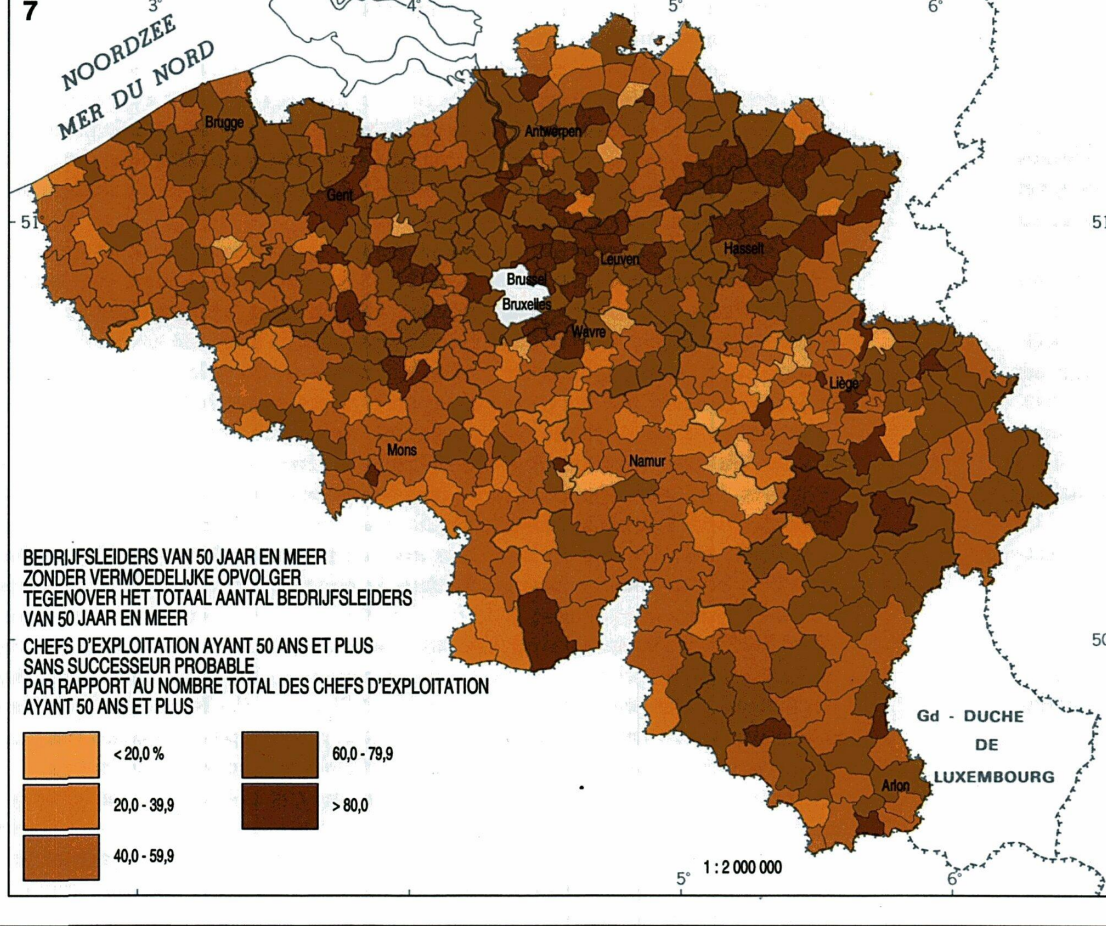 7
3°
4°
5°
6°
NOORDZEE
MER DU NORD
Brugge
Antwerpen
Gent
51°
51
Hasselt
Leuven
Brussel
Bruxelles
Wavre
Liège
Mons
Namur
BEDRIJFSLEIDERS VAN 50 JAAR EN MEER
ZONDER VERMOEDELIJKE OPVOLGER
TEGENOVER HET TOTAAL AANTAL BEDRIJFSLEIDERS
VAN 50 JAAR EN MEER
CHEFS D'EXPLOITATION AYANT 50 ANS ET PLUS
SANS SUCCESSEUR PROBABLE
PAR RAPPORT AU NOMBRE TOTAL DES CHEFS D'EXPLOITATION
AYANT 50 ANS ET PLUS
50
Gd - DUCHE
DE
LUXEMBOURG
Arlon
< 20,0 %
60,0 - 79,9
20,0 - 39,9
> 80,0
40,0 - 59,9
1 : 2 000 000
5°
6°